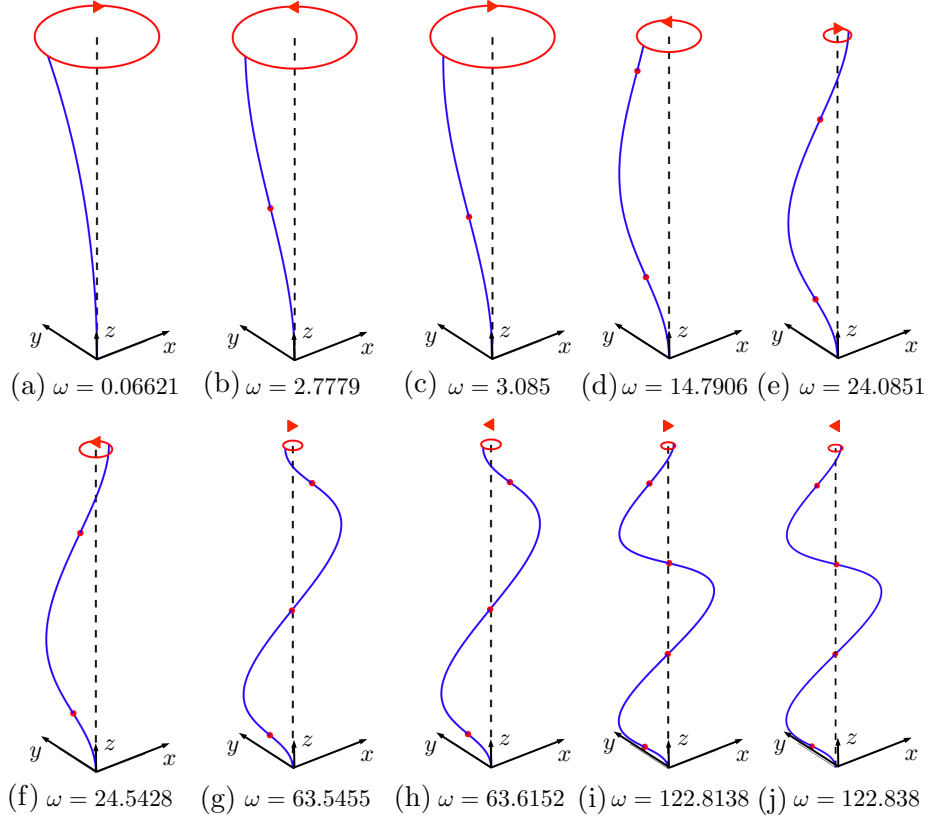 y z x y z x y z x y z x y z x
(a) ω = 0.06621 (b) ω = 2.7779 (c) ω = 3.085 (d) ω = 14.7906 (e) ω = 24.0851
y z x y z x y z x y z x y z x
(f) ω = 24.5428 (g) ω = 63.5455 (h) ω = 63.6152 (i) ω = 122.8138 (j) ω = 122.838